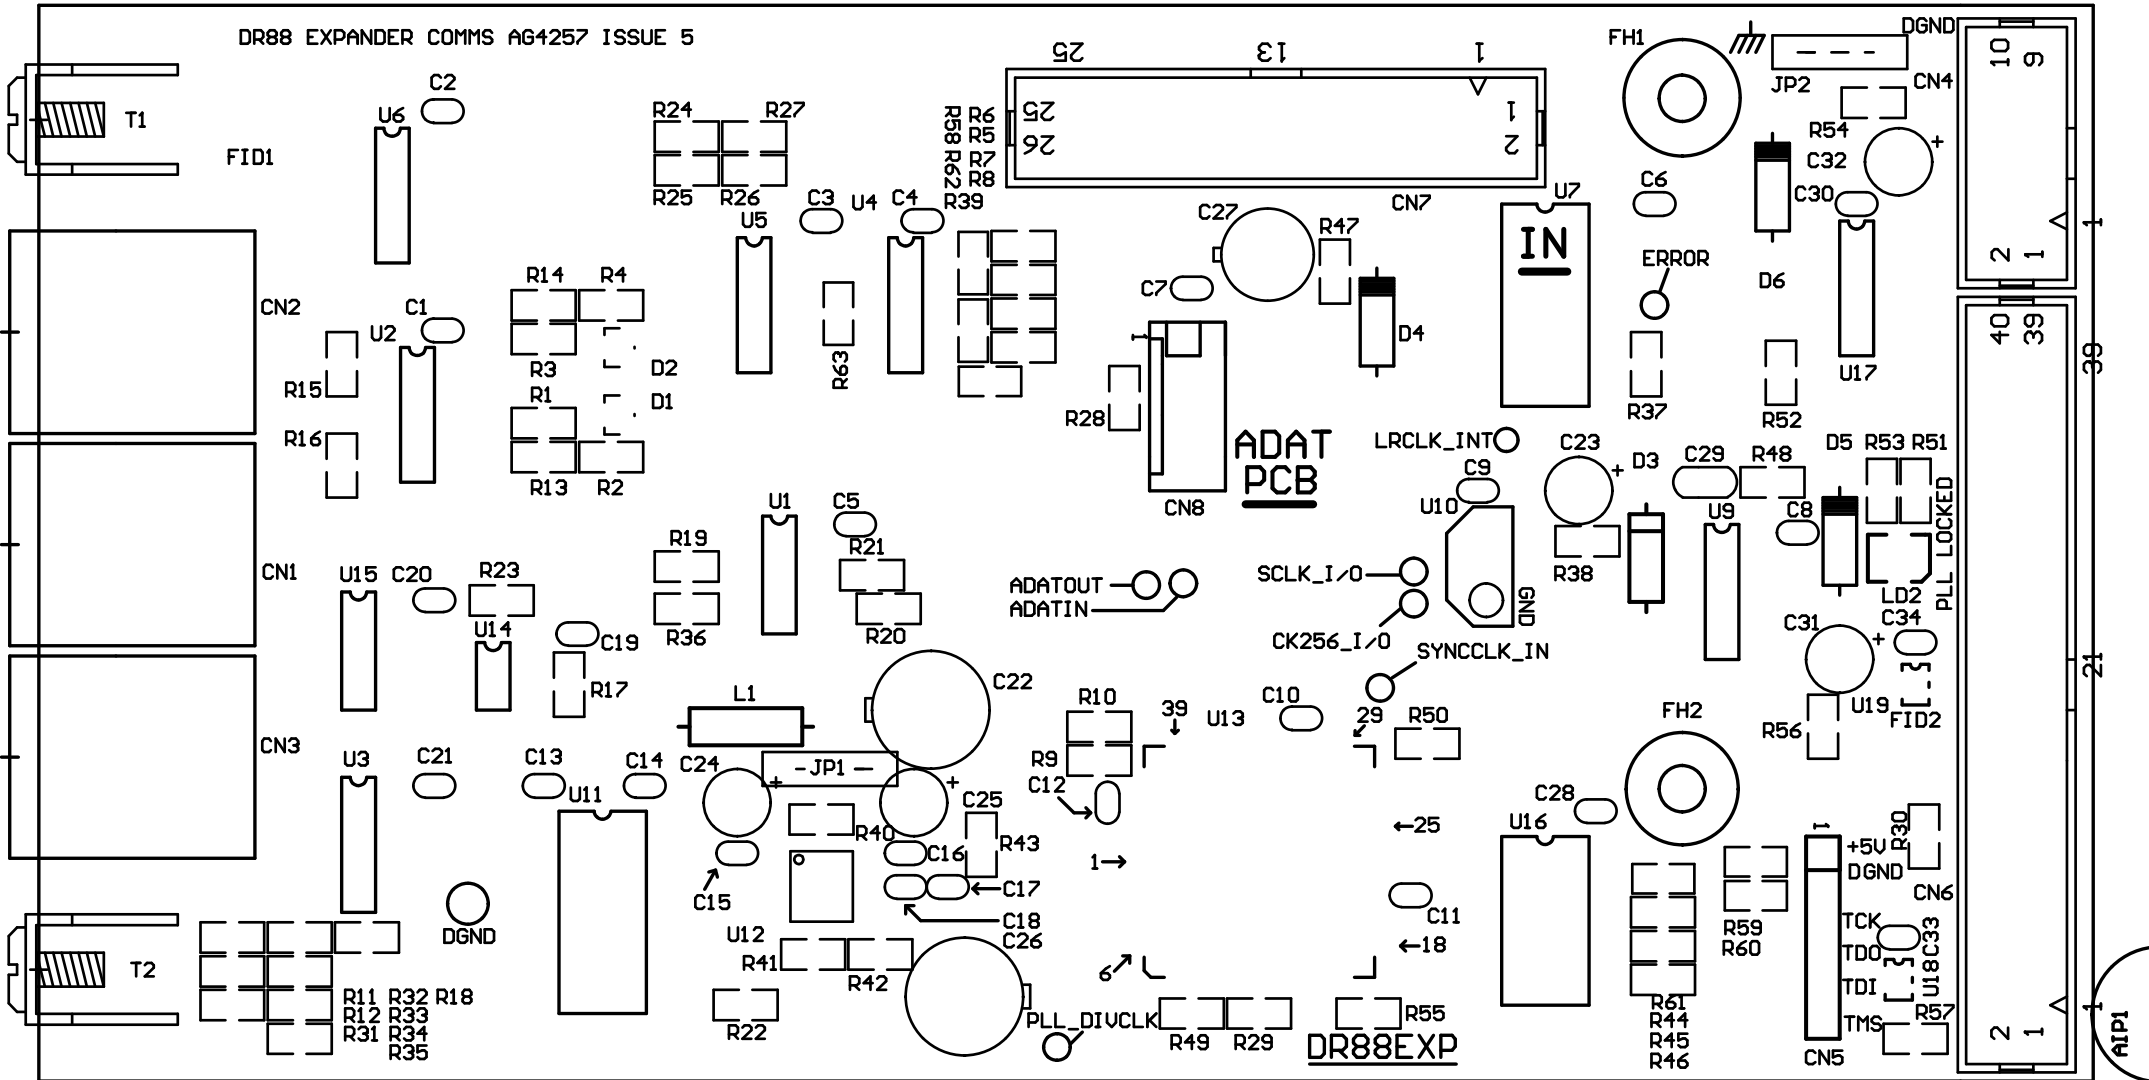 DR88 EXPANDER COMMS AG4257 ISSUE 5
25 13 1
25 1
26 2
CN7
T1
FID1
U6
C2
R24 R27
R25 R26
R58 R62
R6
R5
R7
R8
R39
C3
U4
C4
U5
R63
FH1
JP2
DGND
CN4
R54
C32
+
C30
C6
D6
U7
IN
ERROR
10
9
2
1
1
U17
CN2
U2
C1
R15
R16
R14 R4
R3
D2
R1
D1
R13 R2
C27
R47
C7
D4
1
R28
CN8
ADAT
PCB
R37
R52
LRCLK_INT
C9
U10
GND
C23
+
D3
R38
C29
R48
U9
C8
D5
R53 R51
PLL LOCKED
LD2
40
39
39
21
CN1
U15
C20
R23
U14
C19
R17
R19
R36
U1
C5
R21
R20
ADATOUT
ADATIN
SCLK_I/O
CK256_I/O
SYNCCLK_IN
C31
+
C34
U19
FID2
R56
CN3
U3
C21
C13
C14
U11
L1
C22
JP1
C24
+
+
C25
R40
R43
C16
C15
C17
C18
C26
U12
R41
R42
R22
R10
R9
C12
39
U13
C10
29
R50
25
1
C11
18
6
PLL_DIVCLK
R49 R29
R55
DR88EXP
FH2
C28
U16
R61
R44
R45
R46
R59
R60
1
+5V
DGND
TCK
TDO
TDI
TMS
CN5
R30
CN6
C33
U18
R57
2
1
1
AIP1
T2
DGND
R11 R32 R18
R12 R33
R31 R34
R35